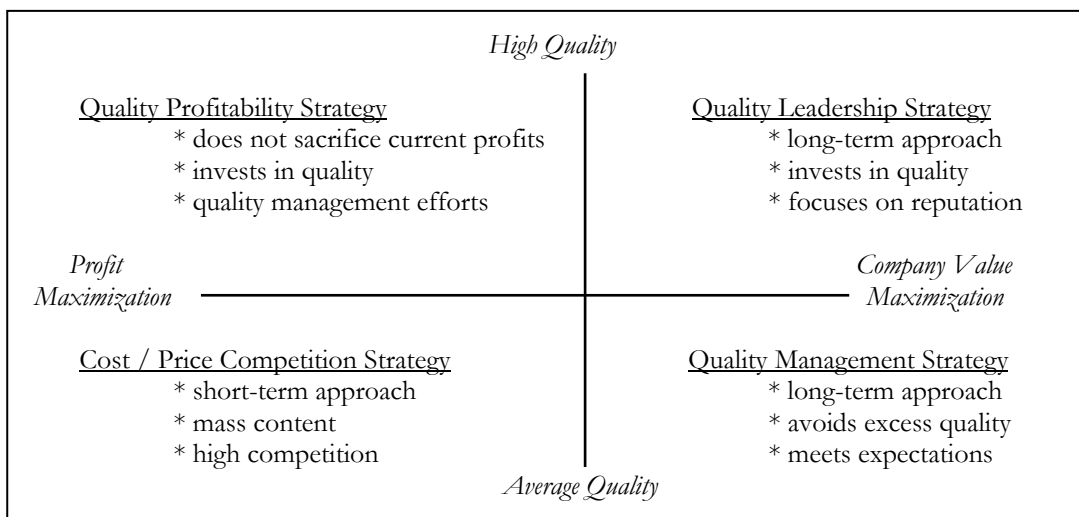 High Quality
Quality Profitability Strategy
* does not sacrifice current profits
* invests in quality
* quality management efforts
Quality Leadership Strategy
* long-term approach
* invests in quality
* focuses on reputation
Profit
Maximization
Company Value
Maximization
Cost / Price Competition Strategy
* short-term approach
* mass content
* high competition
Quality Management Strategy
* long-term approach
* avoids excess quality
* meets expectations
Average Quality